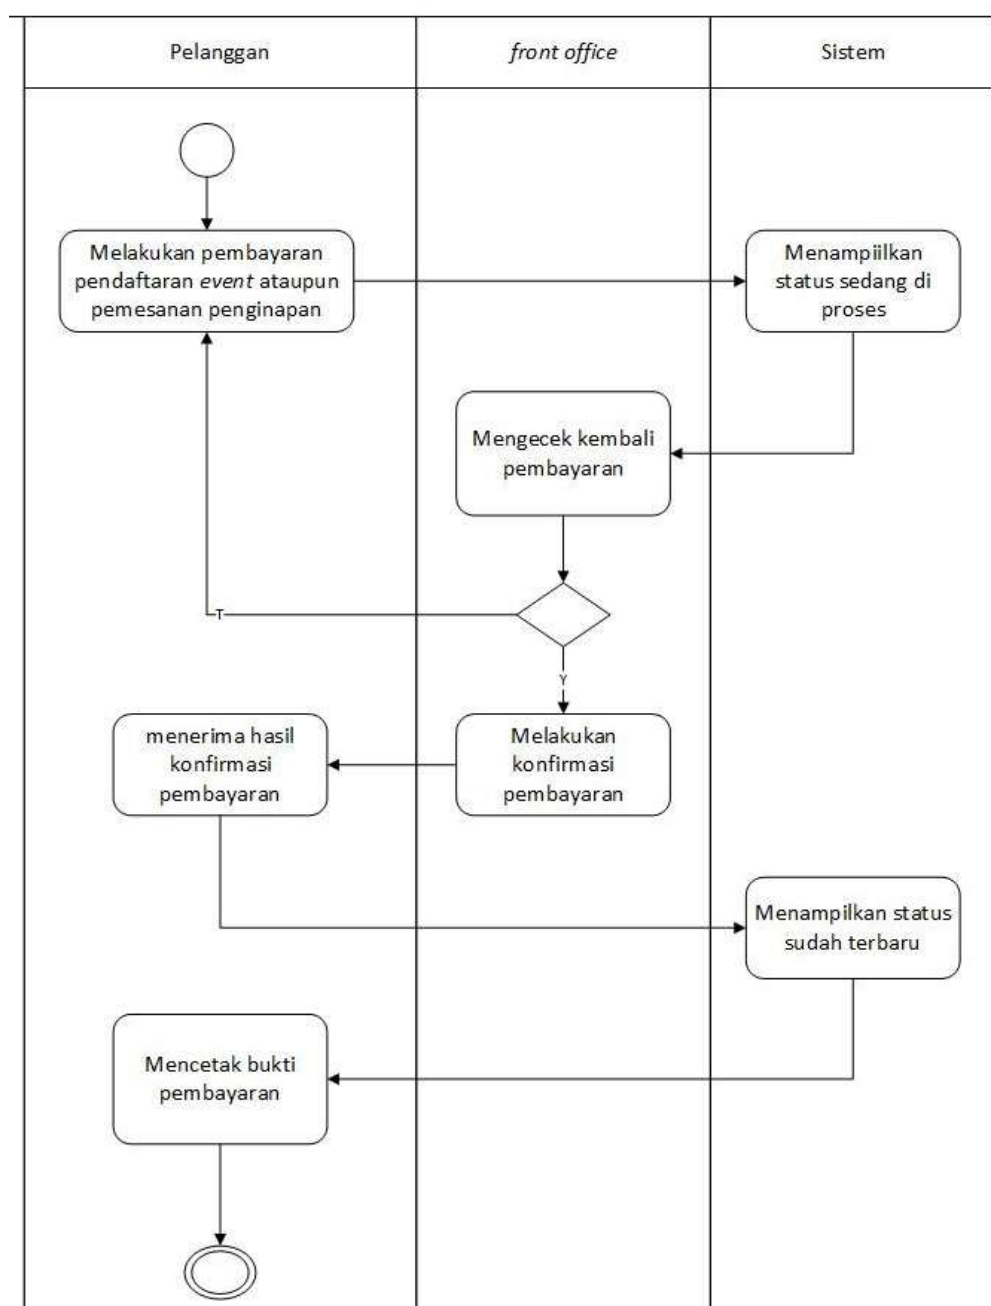 Pelanggan
front office
Sistem
Melakukan pembayaran
pendaftaran event ataupun
pemesanan penginapan
Menampiilkan
status sedang di
proses
Mengecek kembali
pembayaran
T
Y
menerima hasil
konfirmasi
pembayaran
Melakukan
konfirmasi
pembayaran
Menampilkan status
sudah terbaru
Mencetak bukti
pembayaran